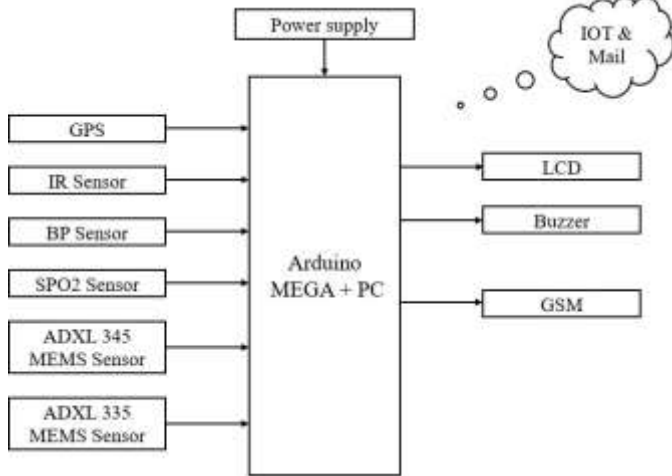 Power supply
IOT &
Mail
GPS
IR Sensor
BP Sensor
SPO2 Sensor
ADXL 345
MEMS Sensor
ADXL 335
MEMS Sensor
Arduino
MEGA + PC
LCD
Buzzer
GSM